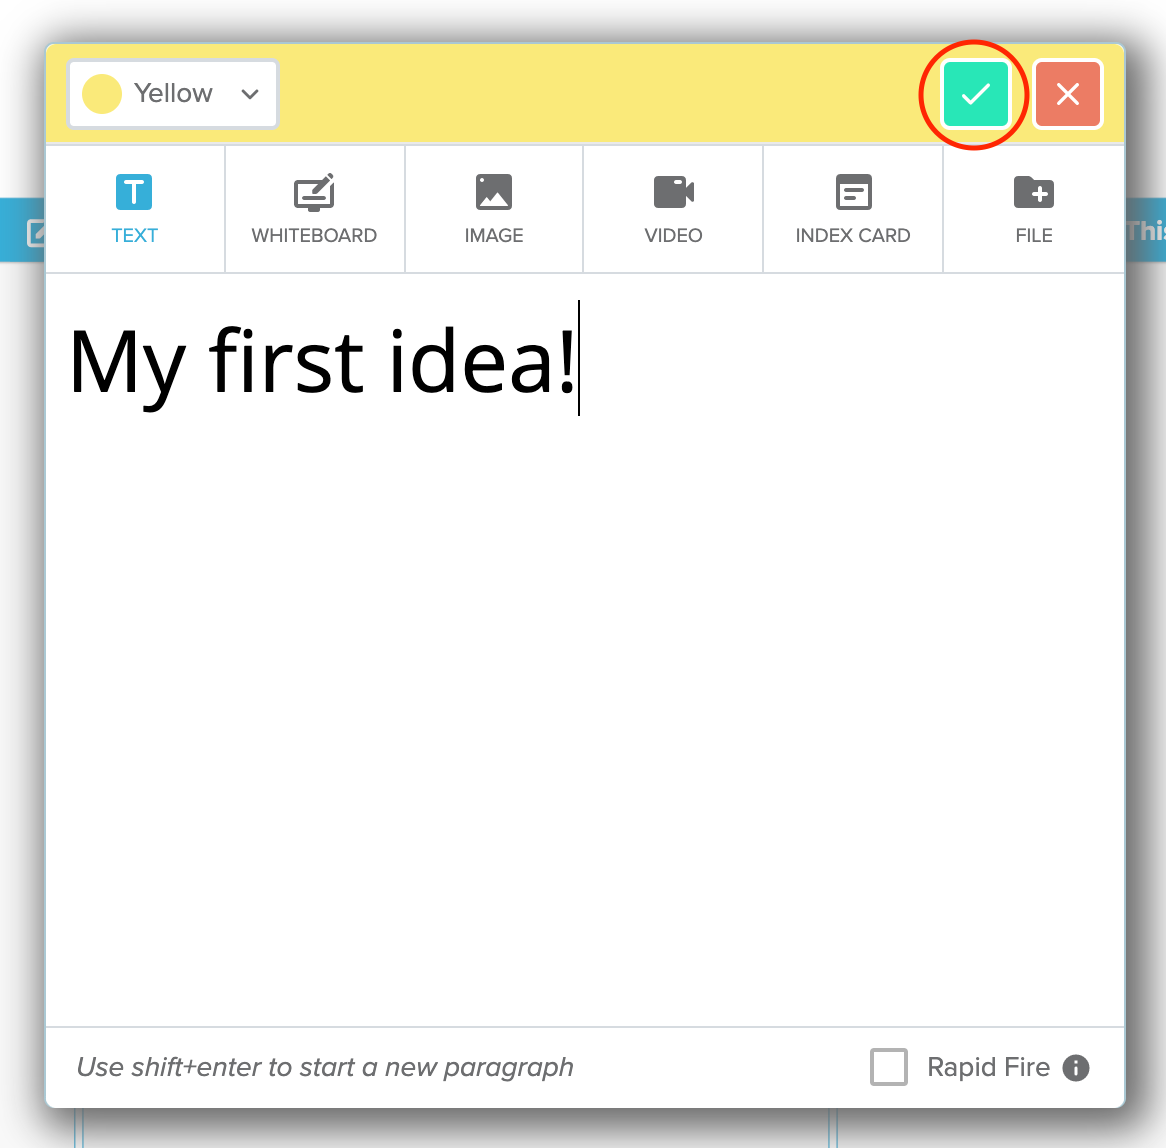 Yellow
TEXT
WHITEBOARD
IMAGE
VIDEO
INDEX CARD
FILE
My first idea!
Use shift+enter to start a new paragraph
Rapid Fire